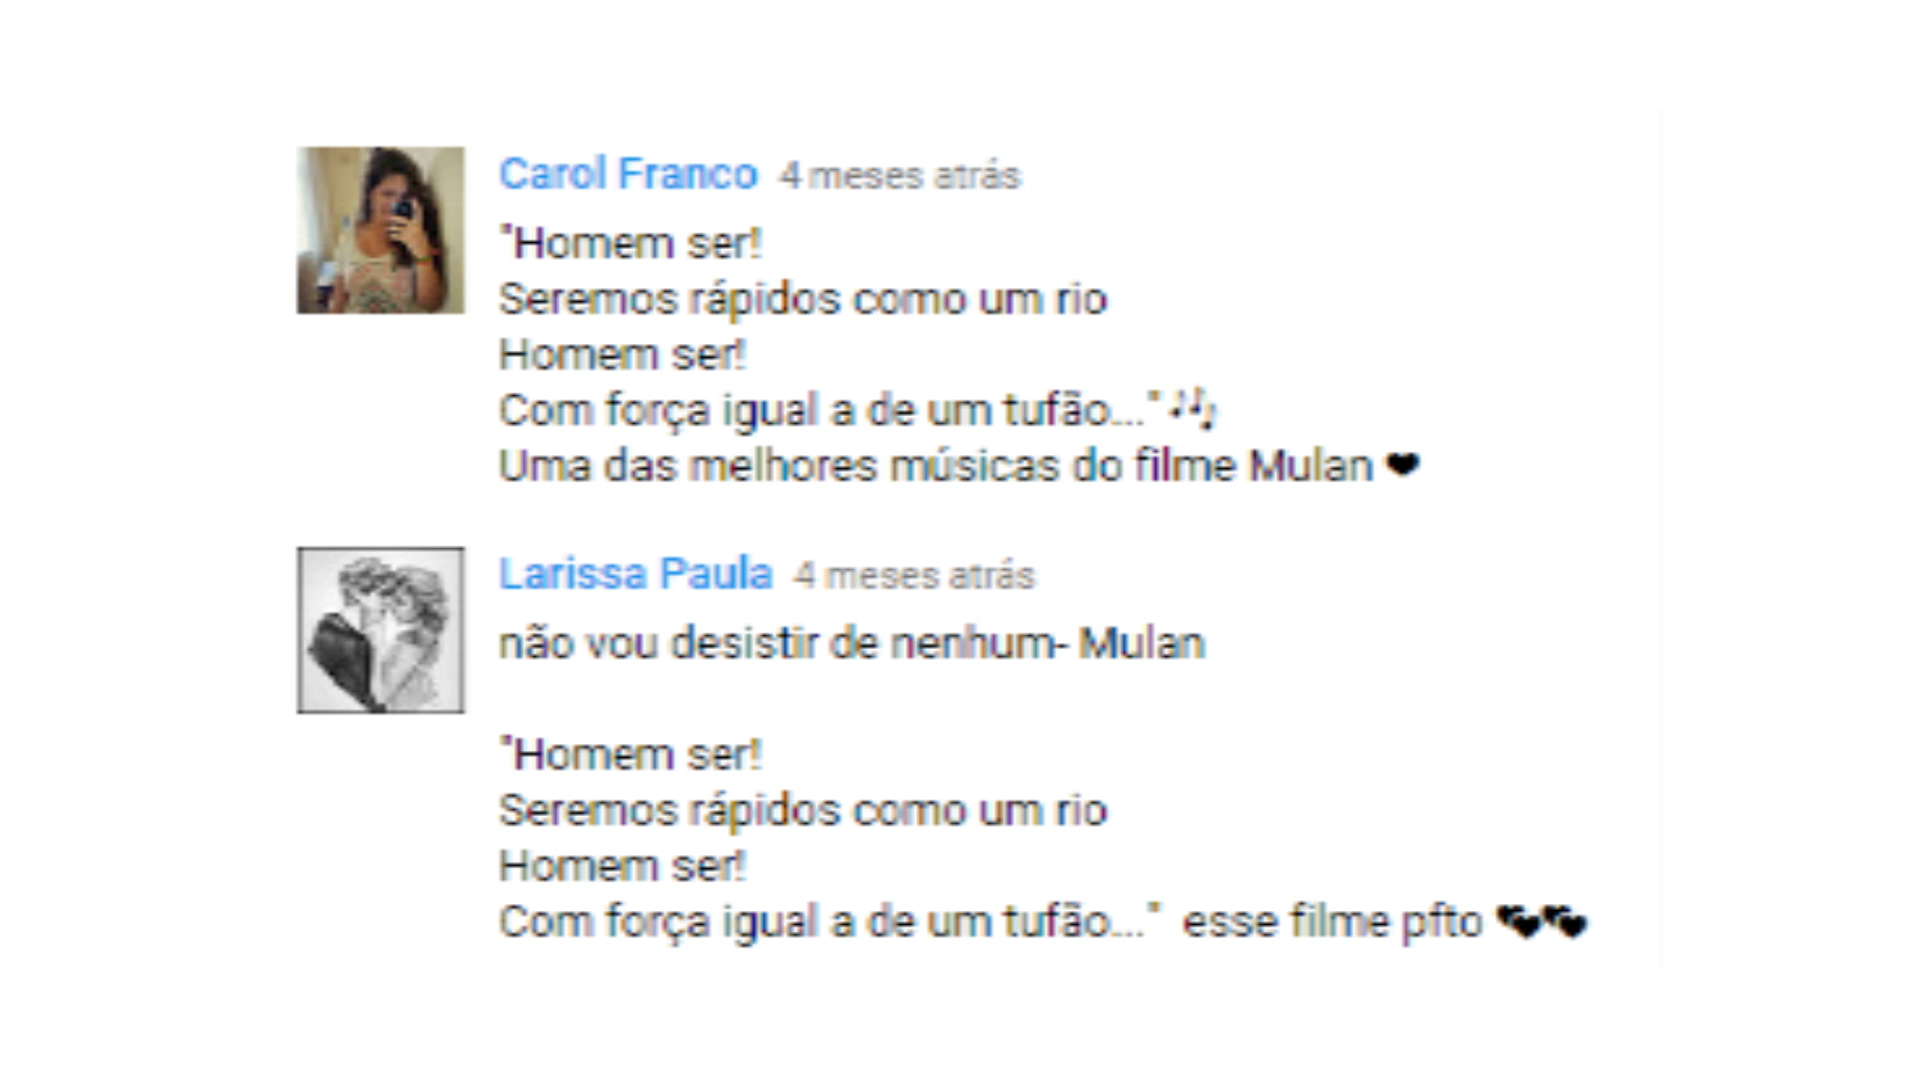 Carol Franco 4 meses atrás
"Homem ser!
Seremos rápidos como um rio
Homem ser!
Com força igual a de um tufão..." 🎶
Uma das melhores músicas do filme Mulan ❤
Larissa Paula 4 meses atrás
não vou desistir de nenhum- Mulan
"Homem ser!
Seremos rápidos como um rio
Homem ser!
Com força igual a de um tufão..." esse filme pfto 💕💕